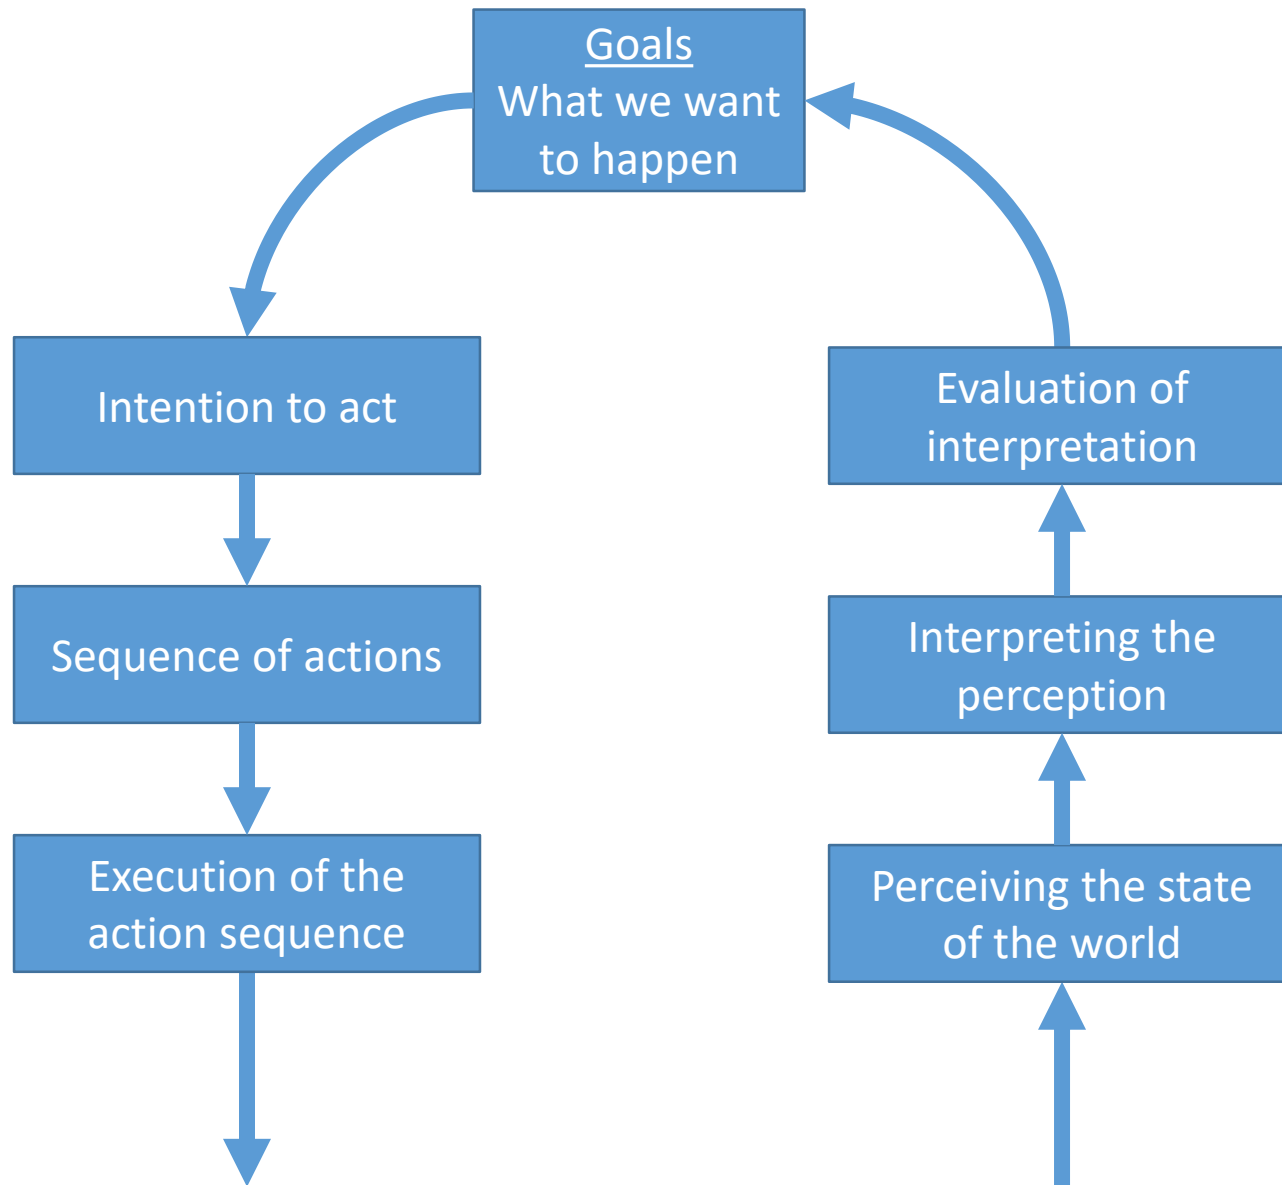 Goals
What we want
to happen
Intention to act
Sequence of actions
Execution of the
action sequence
Evaluation of
interpretation
Interpreting the
perception
Perceiving the state
of the world